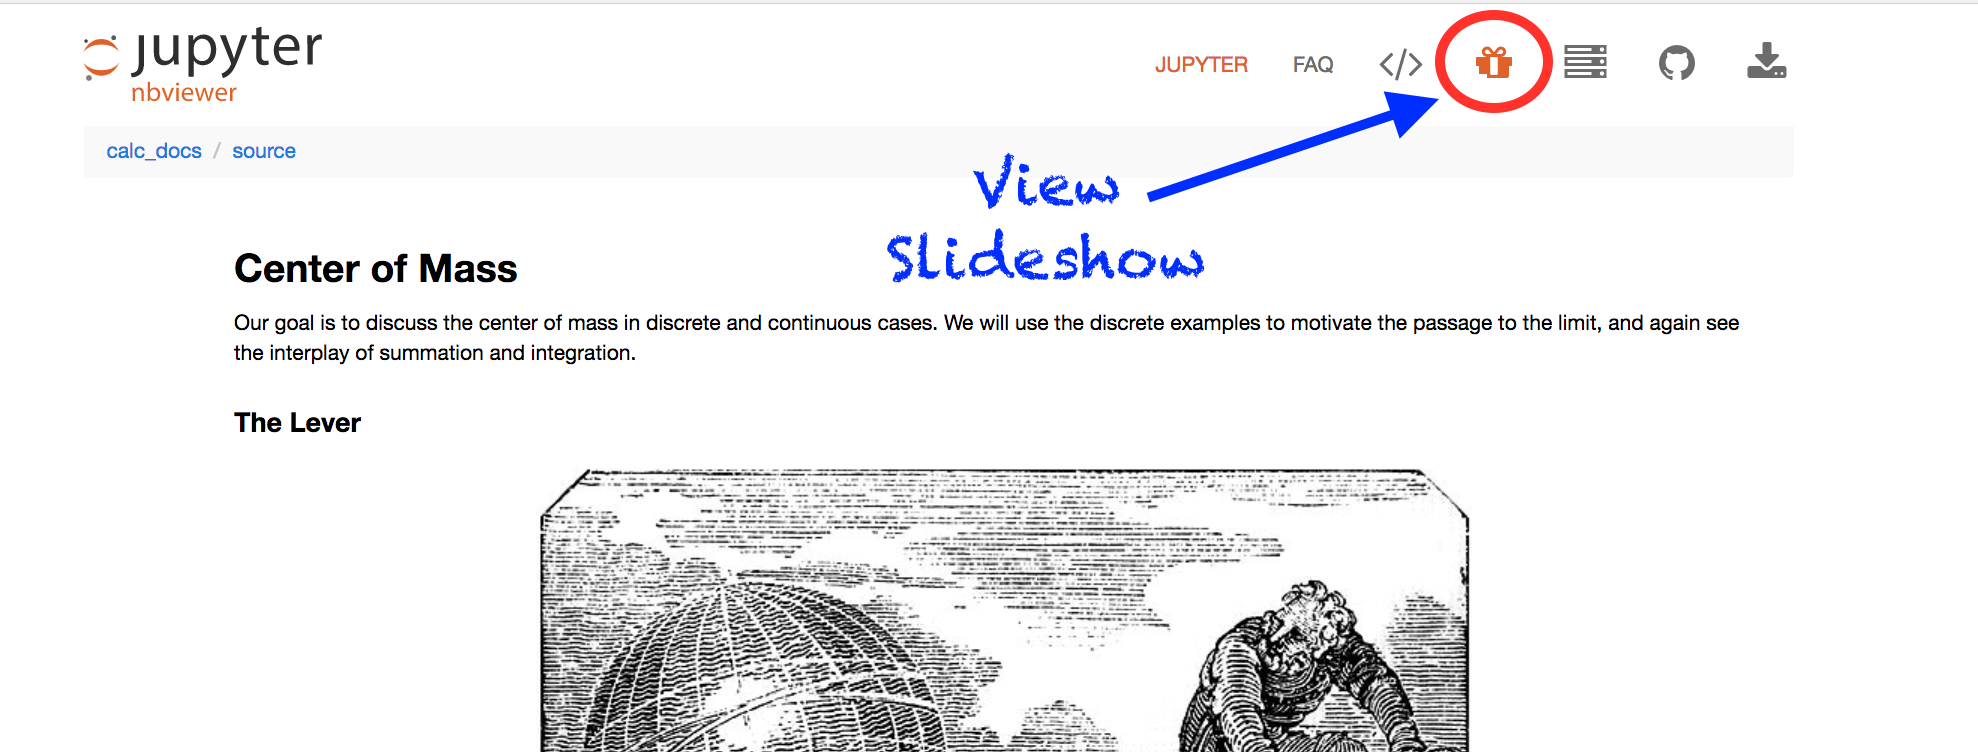 jupyter
nbviewer
JUPYTER FAQ </>
calc_docs / source
View
Slideshow
Center of Mass
Our goal is to discuss the center of mass in discrete and continuous cases. We will use the discrete examples to motivate the passage to the limit, and again see
the interplay of summation and integration.
The Lever